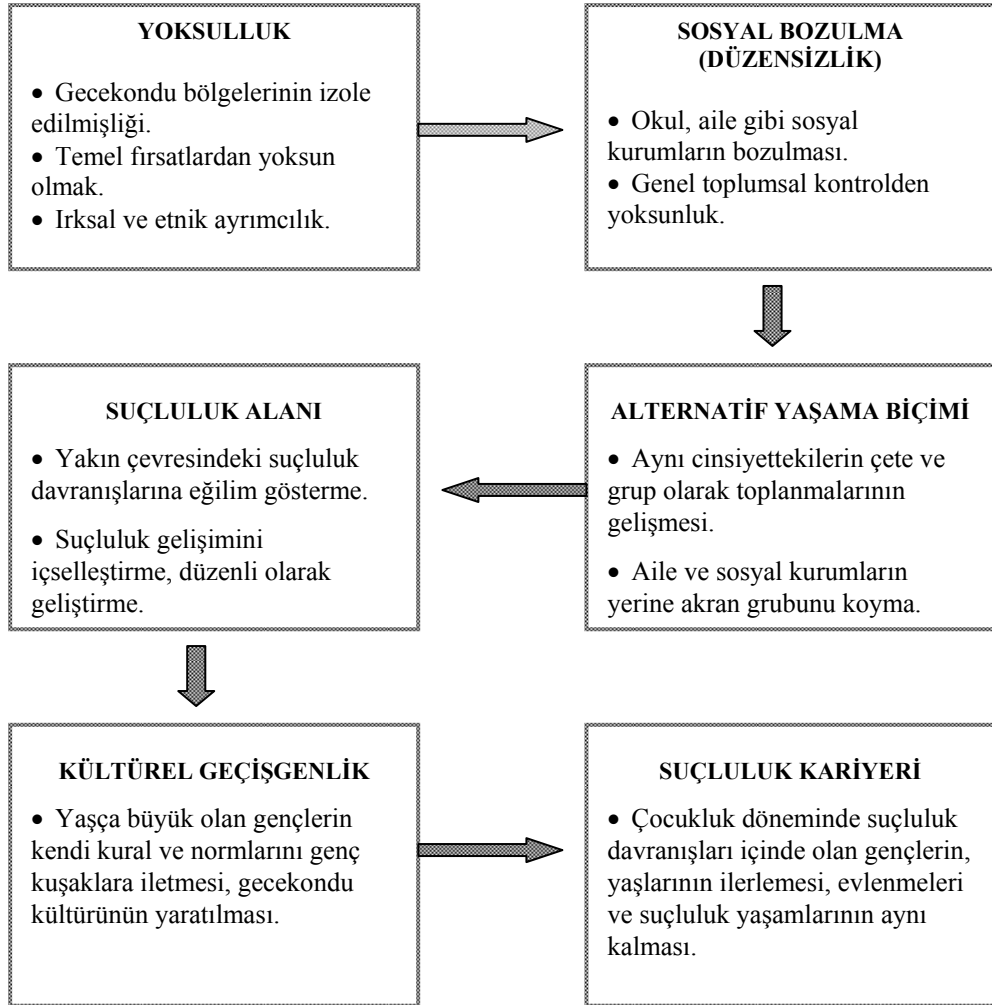 YOKSULLUK
• Gecekondu bölgelerinin izole
edilmişliği.
• Temel fırsatlardan yoksun
olmak.
• Irksal ve etnik ayrımcılık.
SOSYAL BOZULMA
(DÜZENSİZLİK)
• Okul, aile gibi sosyal
kurumların bozulması.
• Genel toplumsal kontrolden
yoksunluk.
ALTERNATİF YAŞAMA BİÇİMİ
• Aynı cinsiyettekilerin çete ve
grup olarak toplanmalarının
gelişmesi.
• Aile ve sosyal kurumların
yerine akran grubunu koyma.
SUÇLULUK ALANI
• Yakın çevresindeki suçluluk
davranışlarına eğilim gösterme.
• Suçluluk gelişimini
içselleştirme, düzenli olarak
geliştirme.
KÜLTÜREL GEÇİŞGENLİK
• Yaşça büyük olan gençlerin
kendi kural ve normlarını genç
kuşaklara iletmesi, gecekondu
kültürünün yaratılması.
SUÇLULUK KARİYERİ
• Çocukluk döneminde suçluluk
davranışları içinde olan gençlerin,
yaşlarının ilerlemesi, evlenmeleri
ve suçluluk yaşamlarının aynı
kalması.